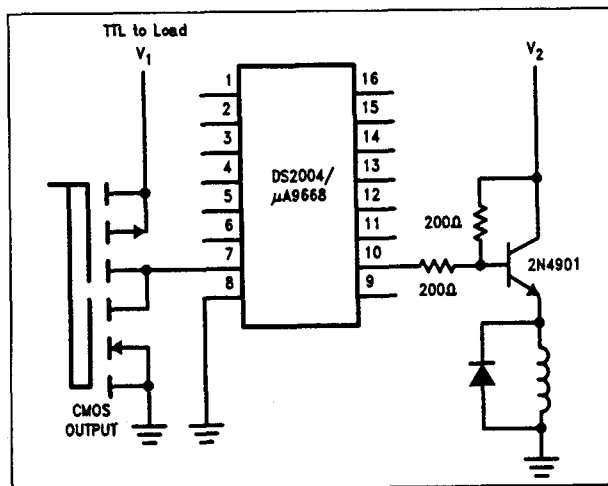 TTL to Load
V1
V2
1
2
3
4
5
6
7
8
16
15
14
13
12
11
10
9
DS2004/
μA9668
200Ω
200Ω
2N4901
CMOS
OUTPUT